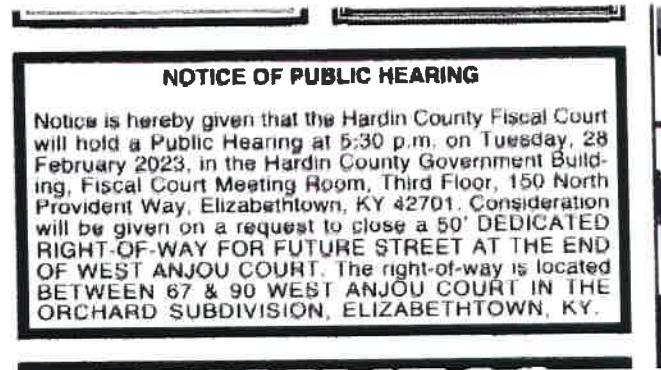 NOTICE OF PUBLIC HEARING
Notice is hereby given that the Hardin County Fiscal Court
will hold a Public Hearing at 5:30 p.m. on Tuesday, 28
February 2023, in the Hardin County Government Build-
ing, Fiscal Court Meeting Room, Third Floor, 150 North
Provident Way, Elizabethtown, KY 42701. Consideration
will be given on a request to close a 50' DEDICATED
RIGHT-OF-WAY FOR FUTURE STREET AT THE END
OF WEST ANJOU COURT. The right-of-way is located
BETWEEN 67 & 90 WEST ANJOU COURT IN THE
ORCHARD SUBDIVISION, ELIZABETHTOWN, KY.